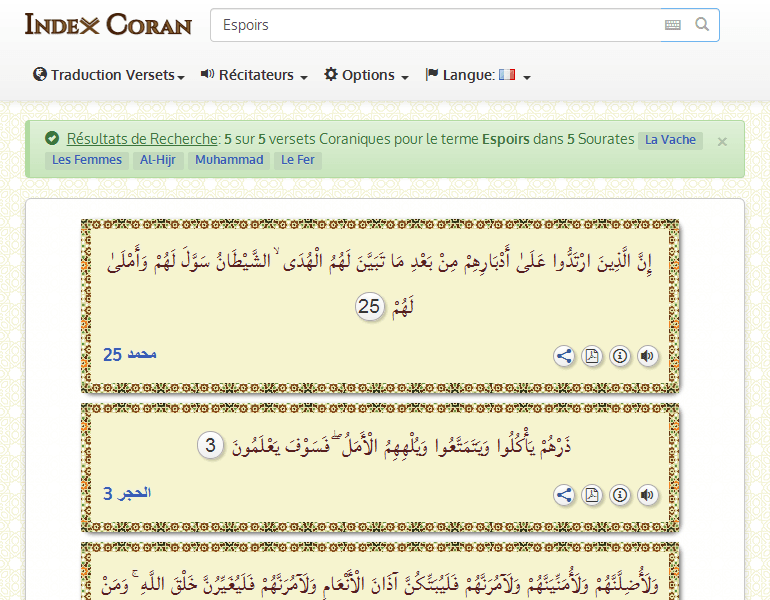 INDEX CORAN
Espoirs
Traduction Versets
Récitateurs
Options
Langue:
Résultats de Recherche: 5 sur 5 versets Coraniques pour le terme Espoirs dans 5 Sourates La Vache ×
Les Femmes Al-Hijr Muhammad Le Fer
إِنَّ الَّذِينَ ارْتَدُّوا عَلَىٰ أَدْبَارِهِمْ مِنْ بَعْدِ مَا تَبَيَّنَ لَهُمُ الْهُدَى ۙ الشَّيْطَانُ سَوَّلَ لَهُمْ وَأَمْلَىٰ
لَهُمْ 25
محمد 25
ذَرْهُمْ يَأْكُلُوا وَيَتَمَتَّعُوا وَيُلْهِهِمُ الْأَمَلُ ۖ فَسَوْفَ يَعْلَمُونَ 3
الحجر 3
وَلَأُضِلَّنَّهُمْ وَلَأُمَنِّيَنَّهُمْ وَلَآمُرَنَّهُمْ فَلَيُبَتِّكُنَّ آذَانَ الْأَنْعَامِ وَلَآمُرَنَّهُمْ فَلَيُغَيِّرُنَّ خَلْقَ اللَّهِ ۚ وَمَنْ